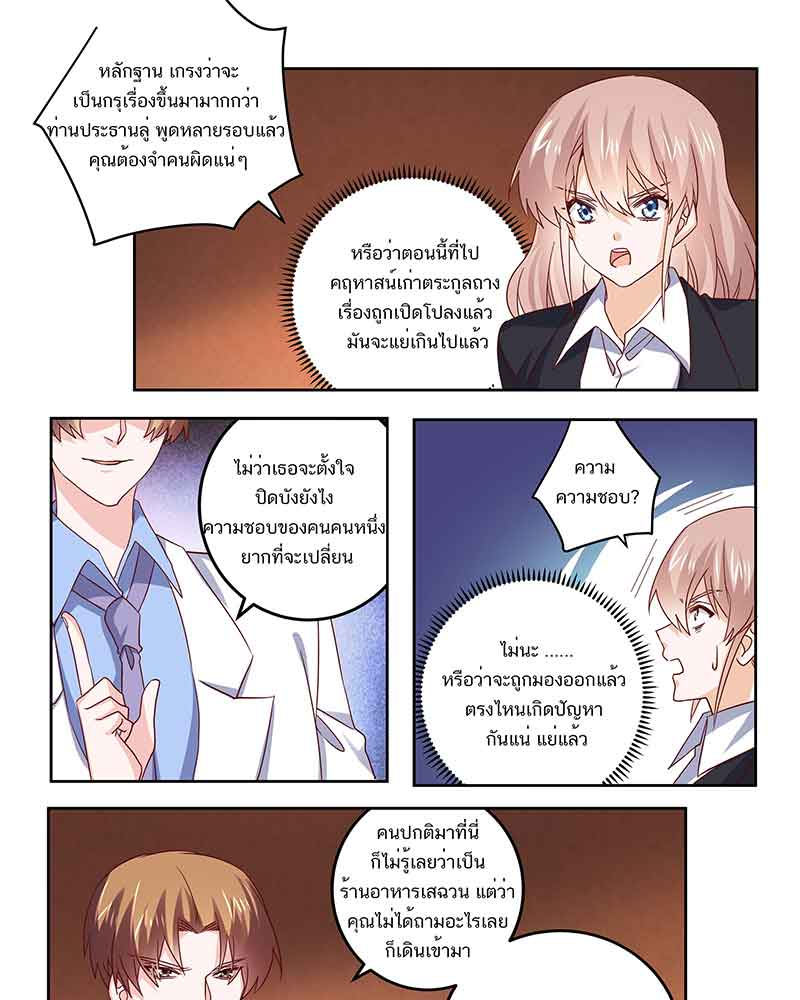 หลักฐาน เกรงว่าจะ
เป็นกรุเรื่องขึ้นมามากกว่า
ท่านประธานลู่ พูดหลายรอบแล้ว
คุณต้องจำคนผิดแน่ๆ
หรือว่าตอนนี้ที่ไป
คฤหาสน์เก่าตระกูลถาง
เรื่องถูกเปิดโปลงแล้ว
มันจะแย่เกินไปแล้ว
ไม่ว่าเธอจะตั้งใจ
ปิดบังยังไง
ความชอบของคนคนหนึ่ง
ยากที่จะเปลี่ยน
ความ
ความชอบ?
ไม่นะ ......
หรือว่าจะถูกมองออกแล้ว
ตรงไหนเกิดปัญหา
กันแน่ แย่แล้ว
คนปกติมาที่นี่
ก็ไม่รู้เลยว่าเป็น
ร้านอาหารเสฉวน แต่ว่า
คุณไม่ได้ถามอะไรเลย
ก็เดินเข้ามา